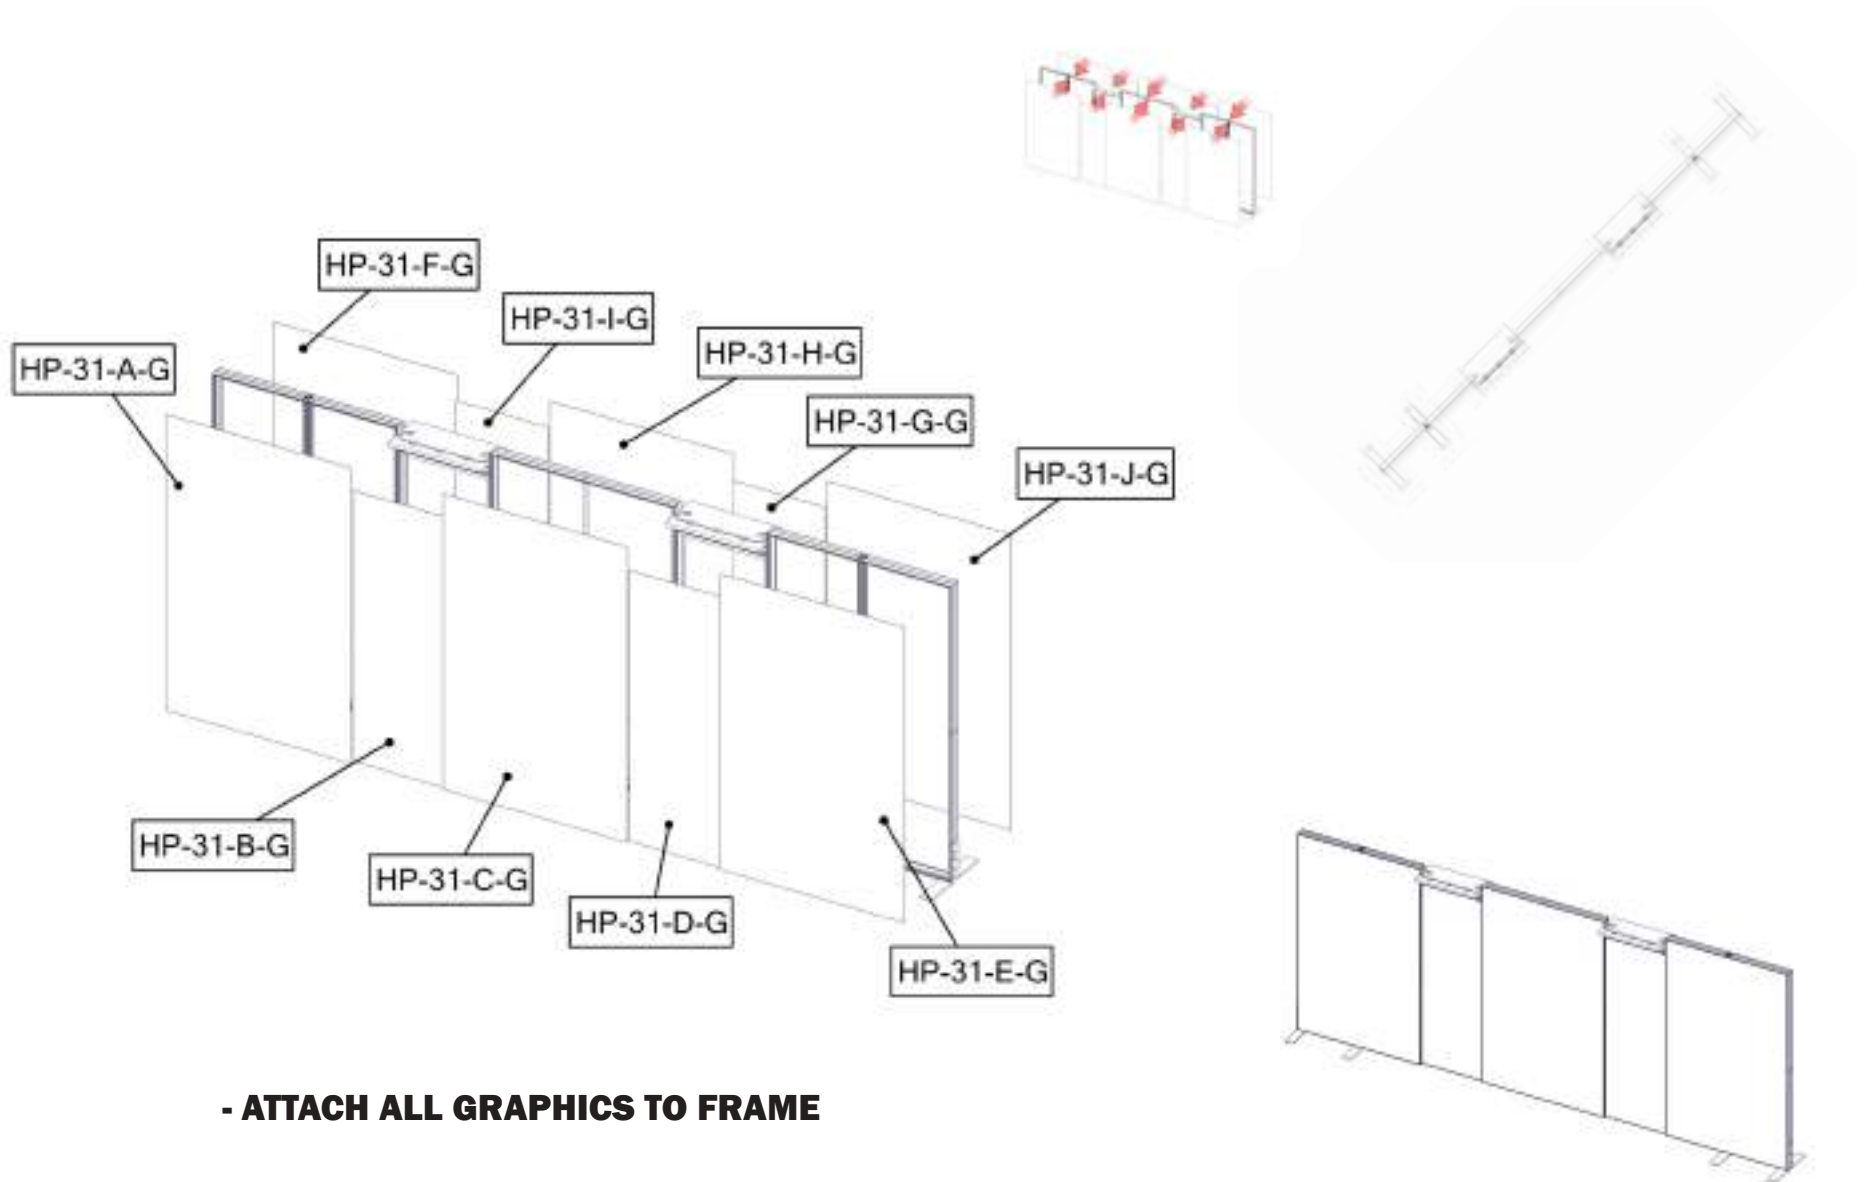 HP-31-F-G
HP-31-I-G
HP-31-A-G
HP-31-H-G
HP-31-G-G
HP-31-J-G
HP-31-B-G
HP-31-C-G
HP-31-D-G
HP-31-E-G
- ATTACH ALL GRAPHICS TO FRAME